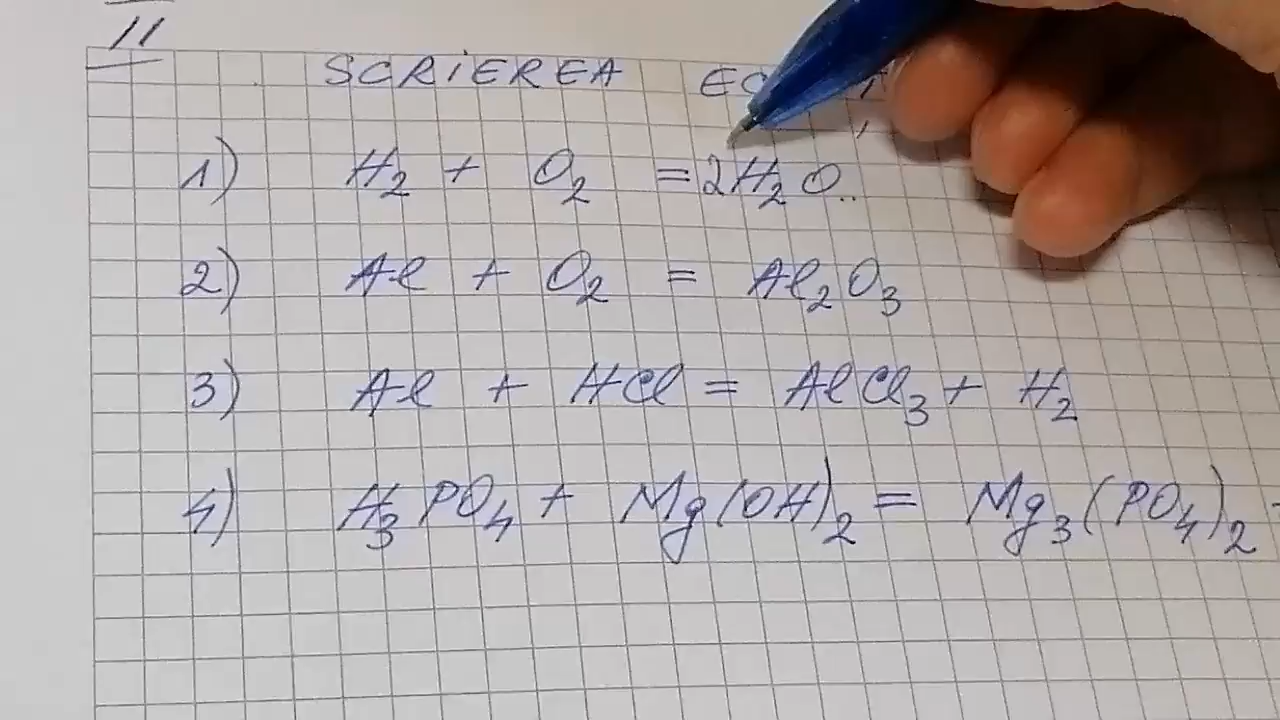 II
SCRIEREA
1) H₂ + O₂ = 2H₂O..
2) Al + O₂ = Al₂O₃
3) Al + HCl = AlCl₃ + H₂
4) H₃PO₄ + Mg(OH)₂ = Mg₃(PO₄)₂